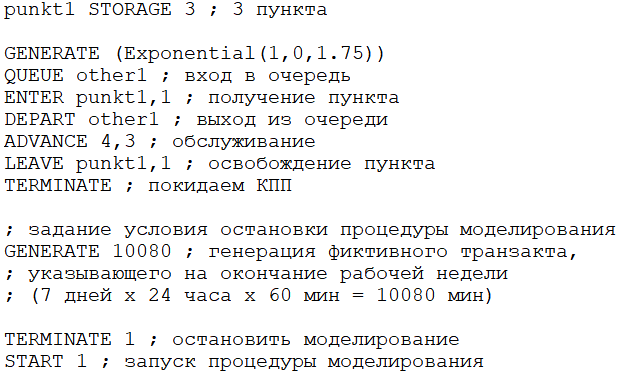 punkt1 STORAGE 3 ; 3 пункта
GENERATE (Exponential(1,0,1.75))
QUEUE other1 ; вход в очередь
ENTER punkt1,1 ; получение пункта
DEPART other1 ; выход из очереди
ADVANCE 4,3 ; обслуживание
LEAVE punkt1,1 ; освобождение пункта
TERMINATE ; покидаем КПП
; задание условия остановки процедуры моделирования
GENERATE 10080 ; генерация фиктивного транзакта,
; указывающего на окончание рабочей недели
; (7 дней x 24 часа x 60 мин = 10080 мин)
TERMINATE 1 ; остановить моделирование
START 1 ; запуск процедуры моделирования